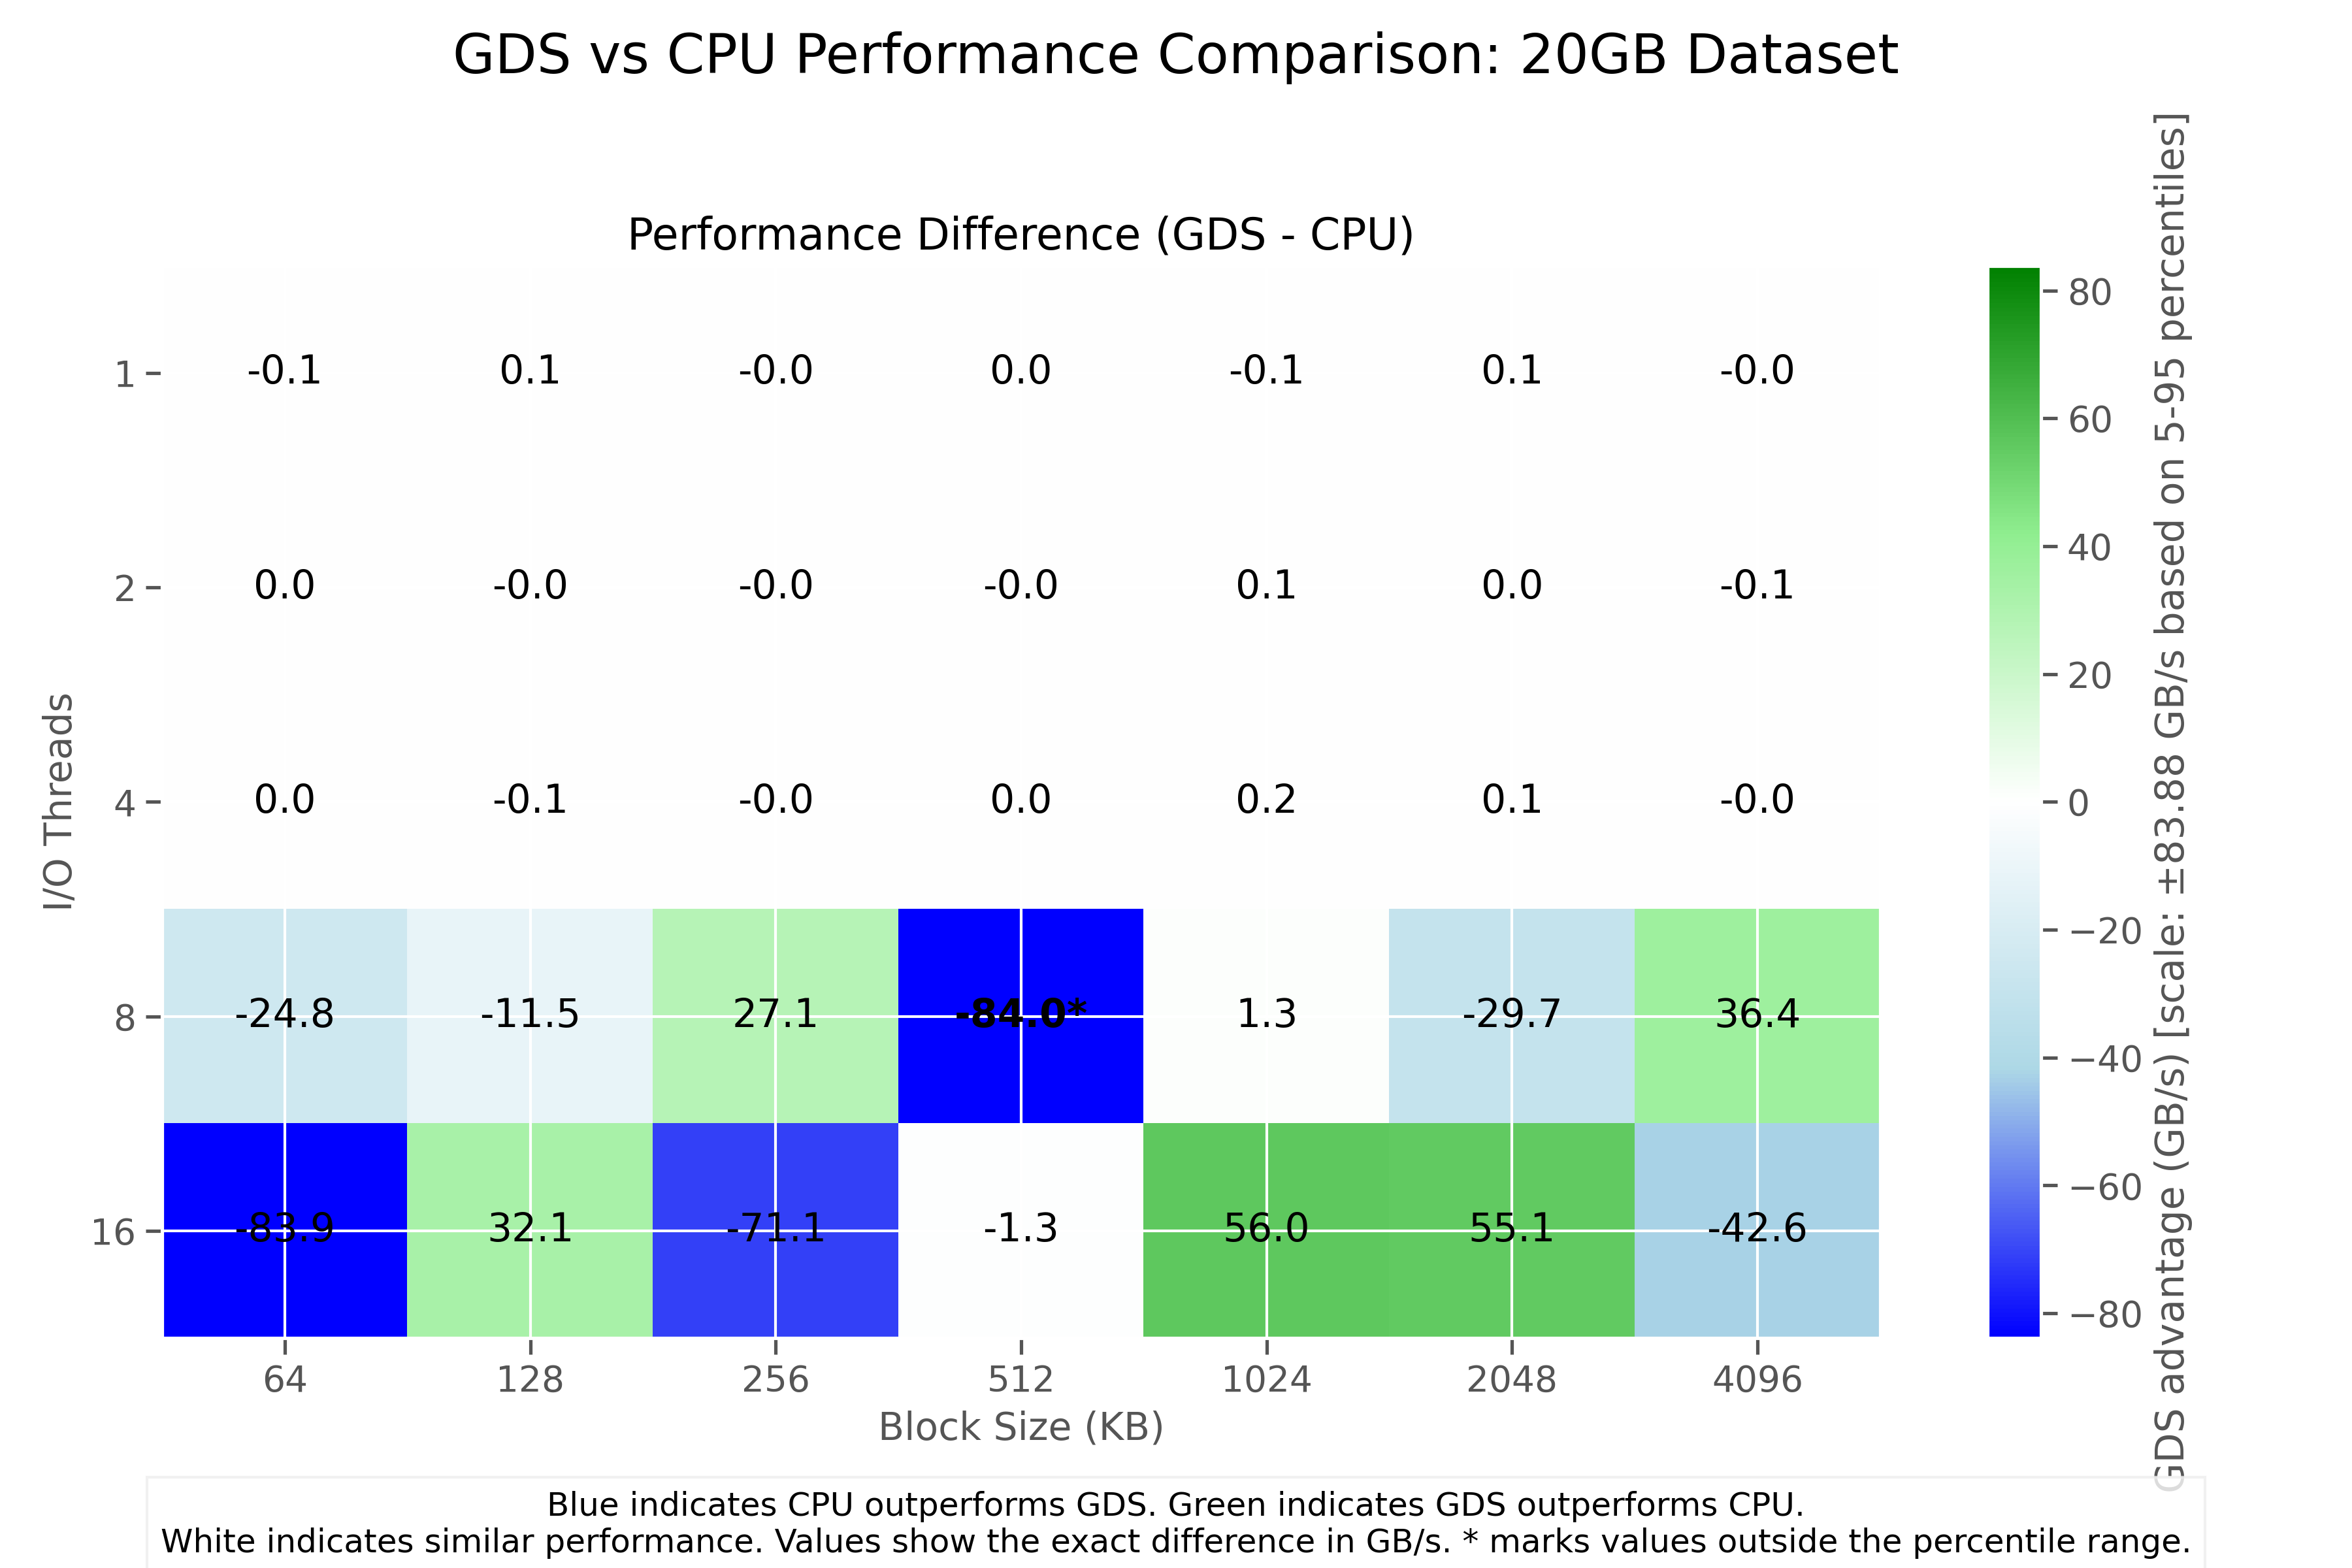 GDS vs CPU Performance Comparison: 20GB Dataset
Performance Difference (GDS - CPU)
I/O Threads
1 -0.1 0.1 -0.0 0.0 -0.1 0.1 -0.0
2 0.0 -0.0 -0.0 -0.0 0.1 0.0 -0.1
4 0.0 -0.1 -0.0 0.0 0.2 0.1 -0.0
8 -24.8 -11.5 27.1 -84.0* 1.3 -29.7 36.4
16 -83.9 32.1 -71.1 -1.3 56.0 55.1 -42.6
64 128 256 512 1024 2048 4096
Block Size (KB)
80
60
40
20
0
−20
−40
−60
−80
GDS advantage (GB/s) [scale: ±83.88 GB/s based on 5-95 percentiles]
Blue indicates CPU outperforms GDS. Green indicates GDS outperforms CPU.
White indicates similar performance. Values show the exact difference in GB/s. * marks values outside the percentile range.